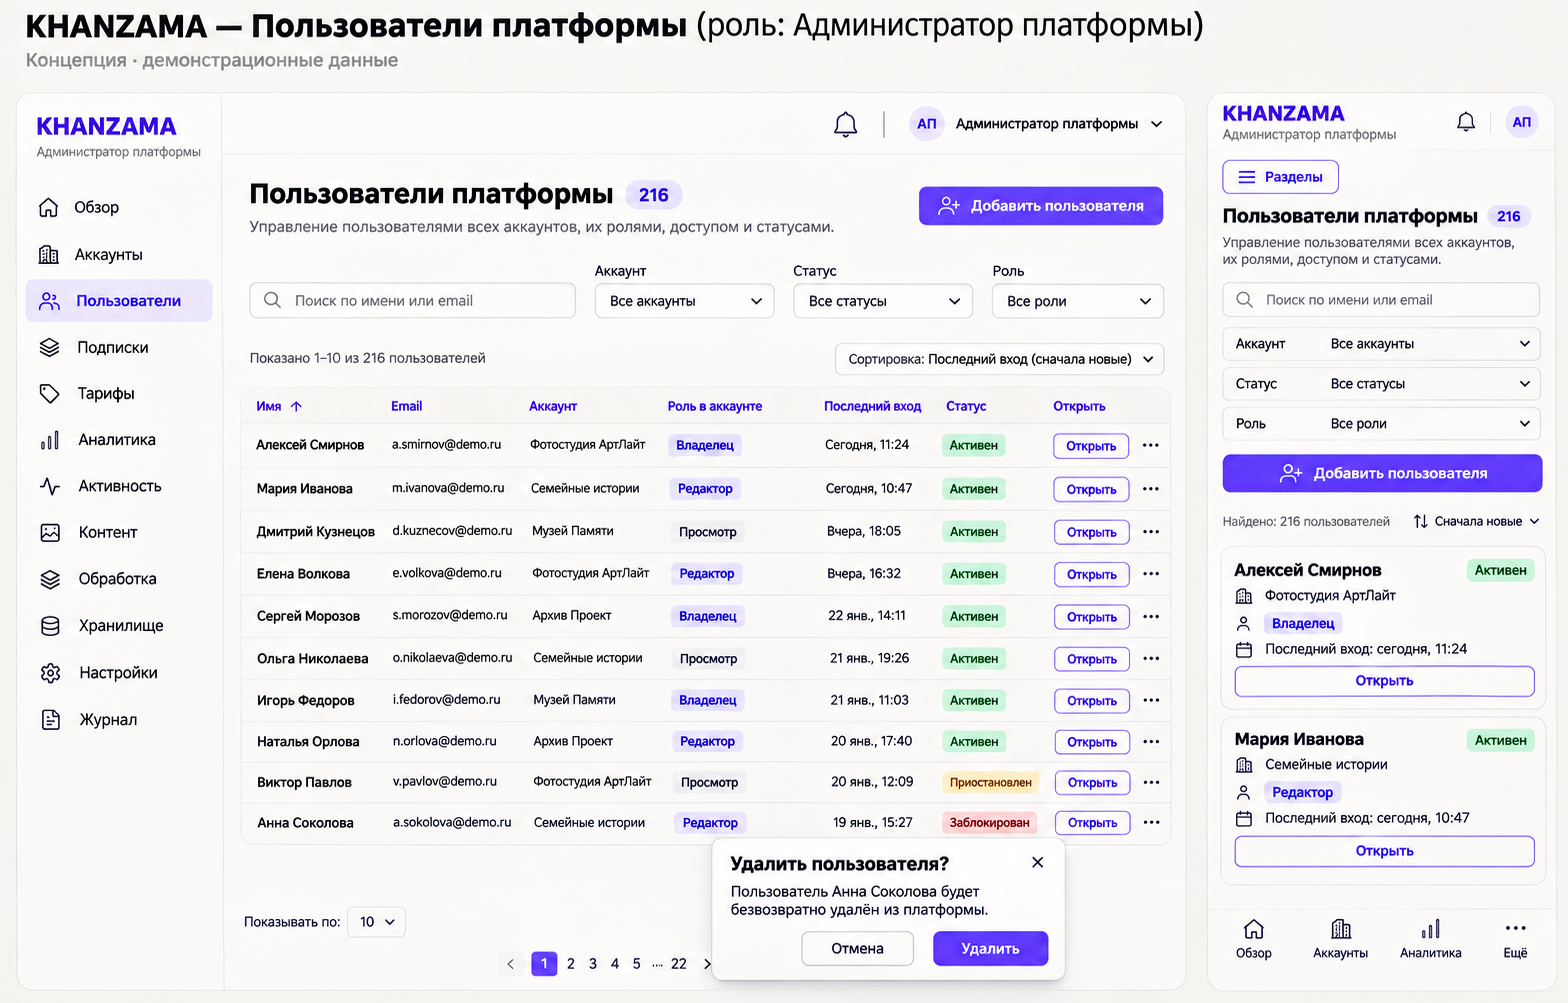 KHANZAMA — Пользователи платформы (роль: Администратор платформы)
Концепция · демонстрационные данные
KHANZAMA
Администратор платформы
Обзор
Аккаунты
Пользователи
Подписки
Тарифы
Аналитика
Активность
Контент
Обработка
Хранилище
Настройки
Журнал
АП Администратор платформы
Пользователи платформы 216
Управление пользователями всех аккаунтов, их ролями, доступом и статусами.
Добавить пользователя
Аккаунт Статус Роль
Поиск по имени или email Все аккаунты Все статусы Все роли
Показано 1–10 из 216 пользователей Сортировка: Последний вход (сначала новые)
Имя ↑ Email Аккаунт Роль в аккаунте Последний вход Статус Открыть
Алексей Смирнов a.smirnov@demo.ru Фотостудия АртЛайт Владелец Сегодня, 11:24 Активен Открыть •••
Мария Иванова m.ivanova@demo.ru Семейные истории Редактор Сегодня, 10:47 Активен Открыть •••
Дмитрий Кузнецов d.kuznecov@demo.ru Музей Памяти Просмотр Вчера, 18:05 Активен Открыть •••
Елена Волкова e.volkova@demo.ru Фотостудия АртЛайт Редактор Вчера, 16:32 Активен Открыть •••
Сергей Морозов s.morozov@demo.ru Архив Проект Владелец 22 янв., 14:11 Активен Открыть •••
Ольга Николаева o.nikolaeva@demo.ru Семейные истории Просмотр 21 янв., 19:26 Активен Открыть •••
Игорь Федоров i.fedorov@demo.ru Музей Памяти Владелец 21 янв., 11:03 Активен Открыть •••
Наталья Орлова n.orlova@demo.ru Архив Проект Редактор 20 янв., 17:40 Активен Открыть •••
Виктор Павлов v.pavlov@demo.ru Фотостудия АртЛайт Просмотр 20 янв., 12:09 Приостановлен Открыть •••
Анна Соколова a.sokolova@demo.ru Семейные истории Редактор 19 янв., 15:27 Заблокирован Открыть •••
Удалить пользователя?
Пользователь Анна Соколова будет
безвозвратно удалён из платформы.
Отмена Удалить
Показывать по: 10
1 2 3 4 5 .... 22
KHANZAMA
Администратор платформы
АП
Разделы
Пользователи платформы 216
Управление пользователями всех аккаунтов,
их ролями, доступом и статусами.
Поиск по имени или email
Аккаунт Все аккаунты
Статус Все статусы
Роль Все роли
Добавить пользователя
Найдено: 216 пользователей Сначала новые
Алексей Смирнов Активен
Фотостудия АртЛайт
Владелец
Последний вход: сегодня, 11:24
Открыть
Мария Иванова Активен
Семейные истории
Редактор
Последний вход: сегодня, 10:47
Открыть
Обзор Аккаунты Аналитика Ещё